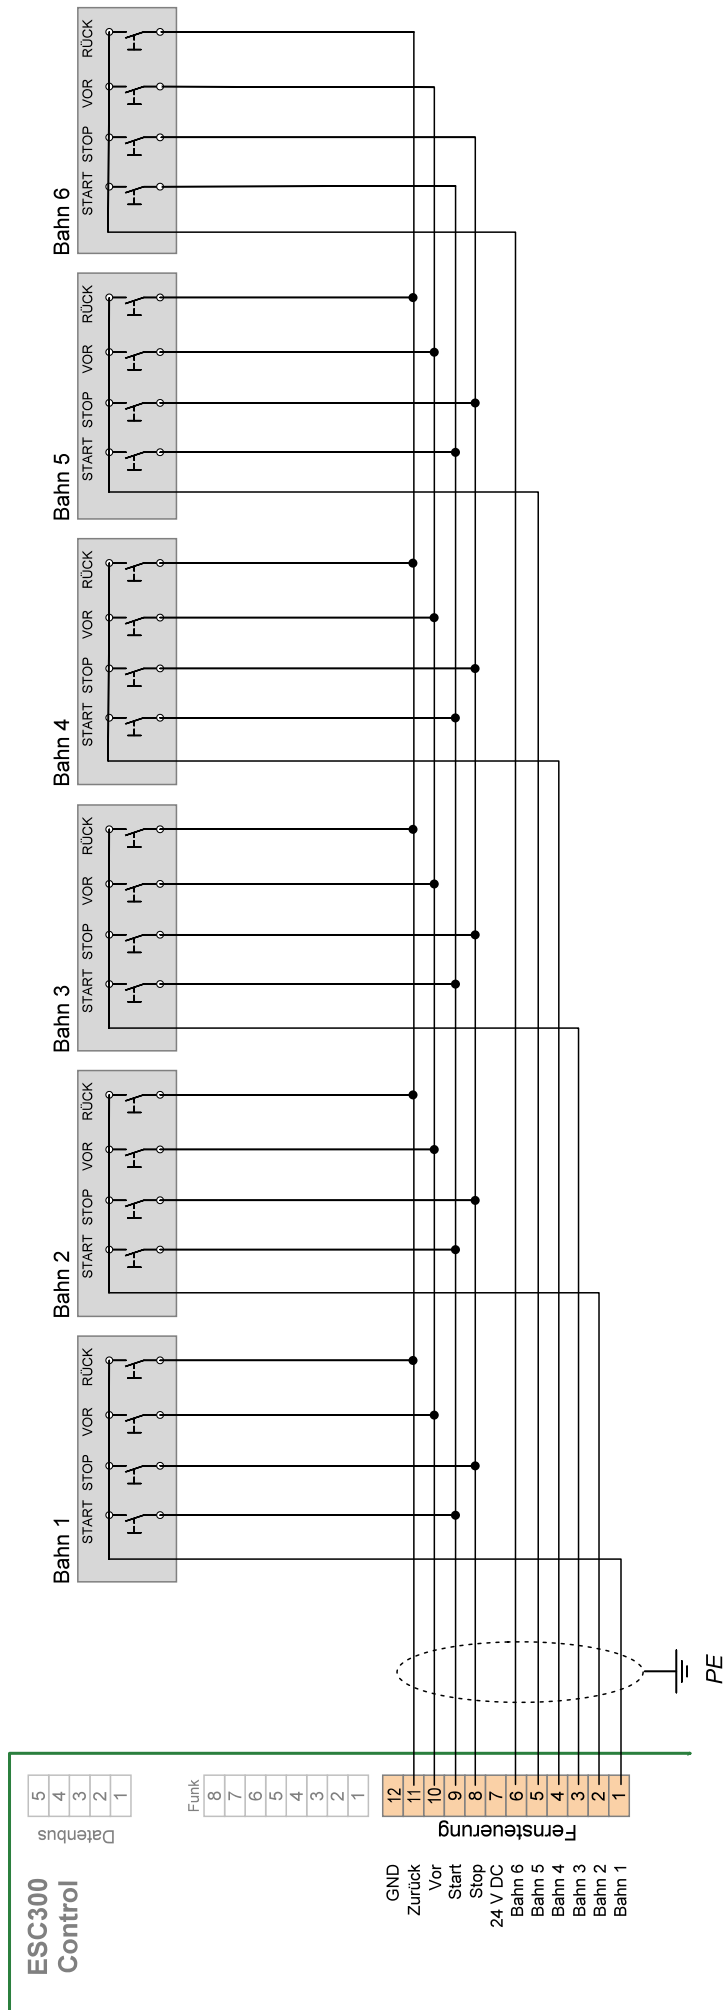 Bahn 6
START STOP VOR RÜCK
Bahn 5
START STOP VOR RÜCK
Bahn 4
START STOP VOR RÜCK
Bahn 3
START STOP VOR RÜCK
Bahn 2
START STOP VOR RÜCK
Bahn 1
START STOP VOR RÜCK
PE
ESC300
Control
Datenbus
5
4
3
2
1
Funk
8
7
6
5
4
3
2
1
Fernsteuerung
GND 12
Zurück 11
Vor 10
Start 9
Stop 8
24 V DC 7
Bahn 6 6
Bahn 5 5
Bahn 4 4
Bahn 3 3
Bahn 2 2
Bahn 1 1